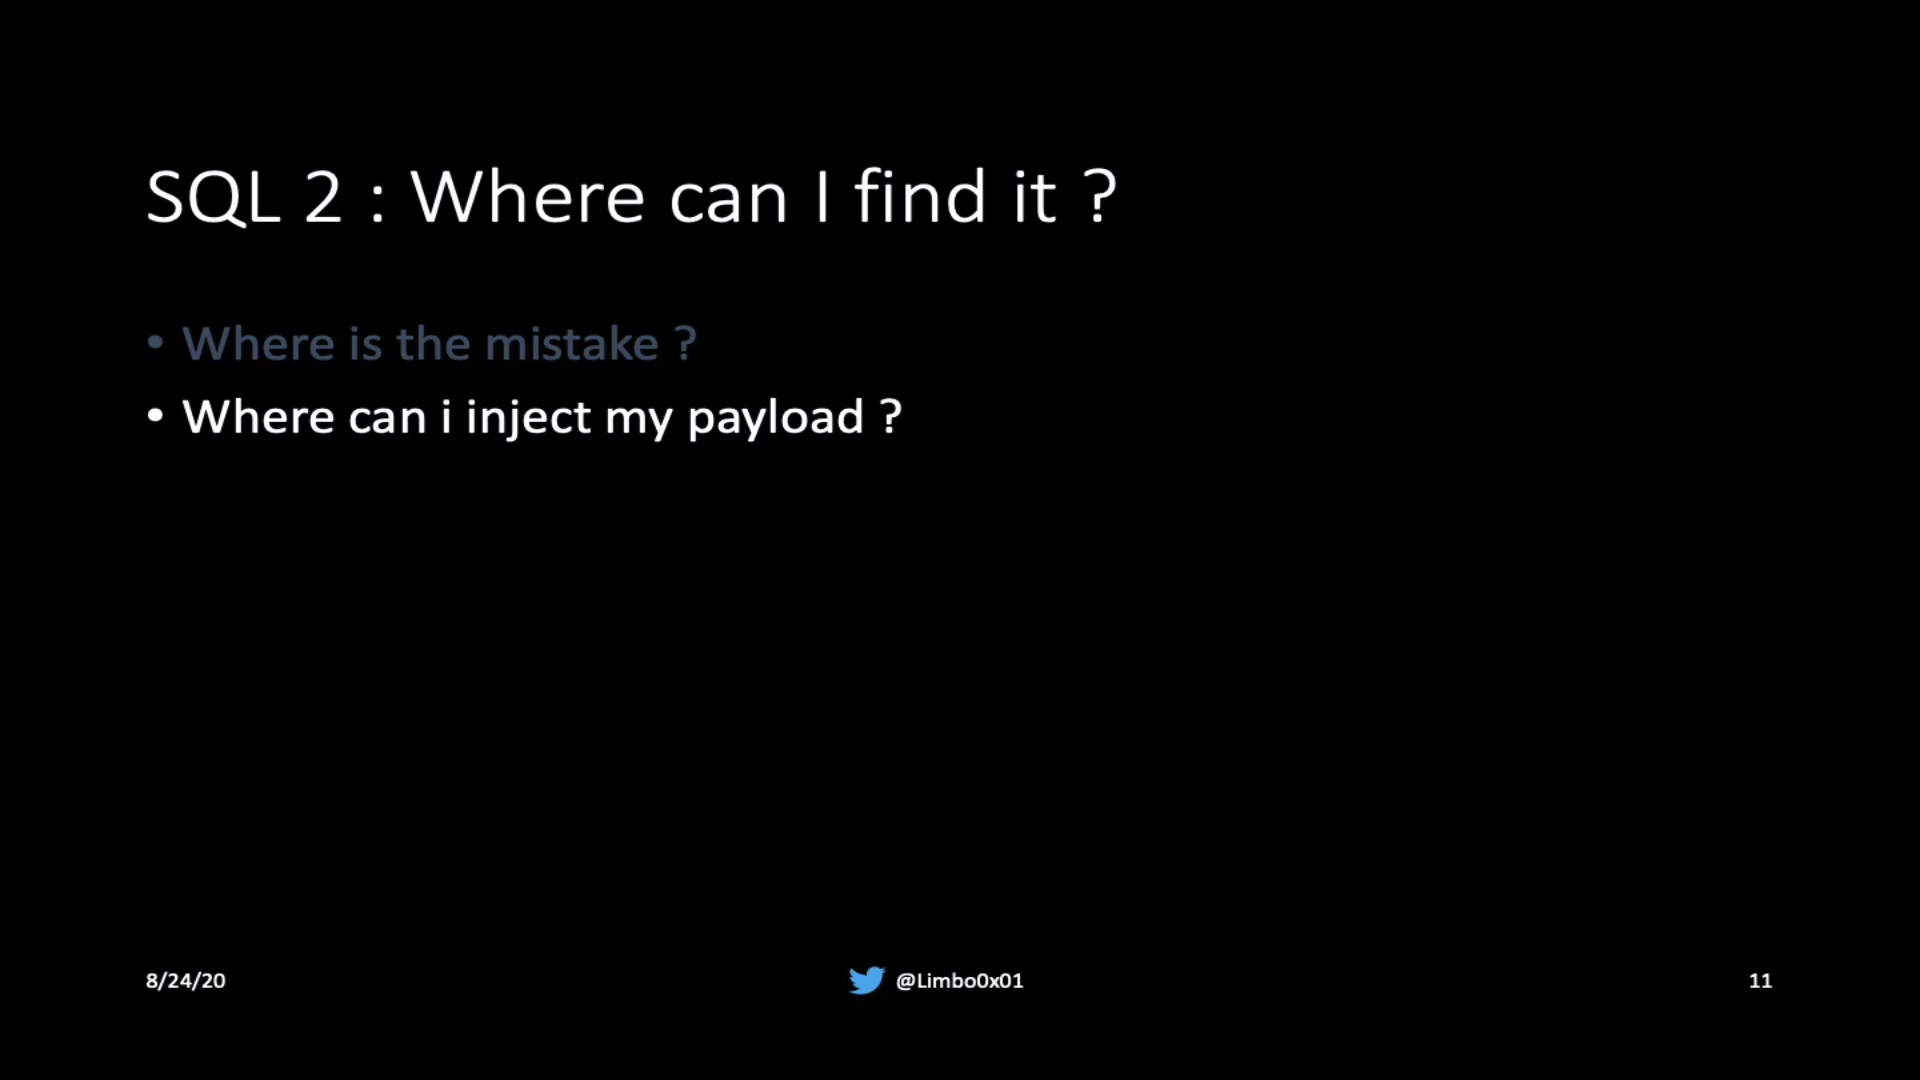 SQL 2 : Where can I find it ?
• Where is the mistake ?
• Where can i inject my payload ?
8/24/20
@Limbo0x01
11